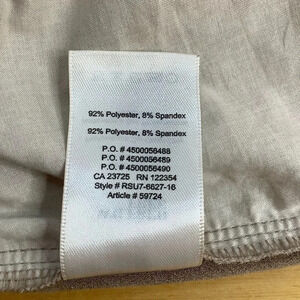 92% Polyester, 8% Spandex
92% Polyester, 8% Spandex
P.O. # 4500056488
P.O. # 4500056489
P.O. # 4500056490
CA 23725 RN 122354
Style # RSU7-6627-16
Article # 59724